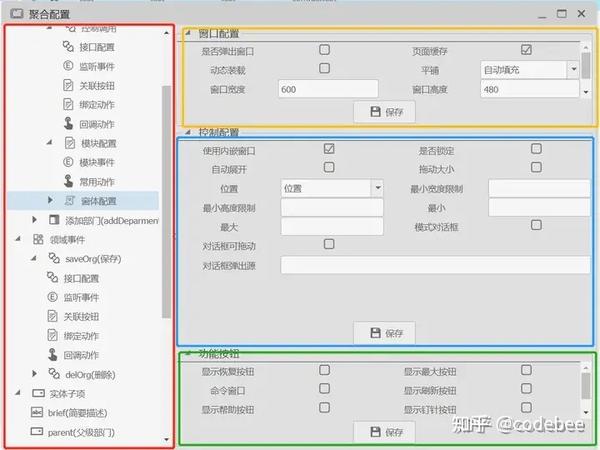 聚合配置
控制调用
接口配置
监听事件
关联按钮
绑定动作
回调动作
模块配置
模块事件
常用动作
窗体配置
添加部门(addDeparment
领域事件
saveOrg(保存)
接口配置
监听事件
关联按钮
绑定动作
回调动作
delOrg(删除)
实体子项
brief(简要描述)
parent(父级部门)
窗口配置
是否弹出窗口 页面缓存
动态装载 平铺 自动填充
窗口宽度 600 窗口高度 480
保存
控制配置
使用内嵌窗口 是否锁定
自动展开 拖动大小
位置 位置 最小宽度限制
最小高度限制 最小
最大 模式对话框
对话框可拖动
对话框弹出源
保存
功能按钮
显示恢复按钮 显示最大按钮
命令窗口 显示刷新按钮
显示帮助按钮 显示钉针按钮
保存
知乎 @codebee